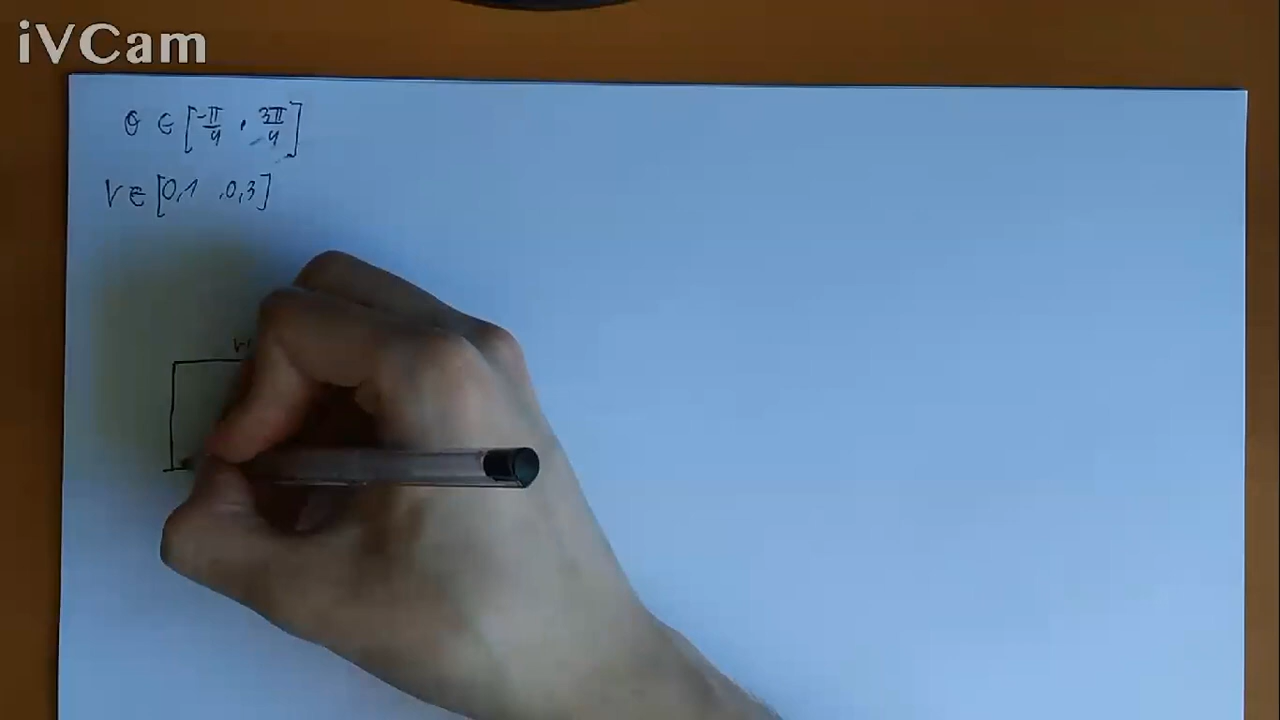 iVCam
θ ∈ [-π/4 , 3π/4]
r ∈ [0,1 ,0,3]